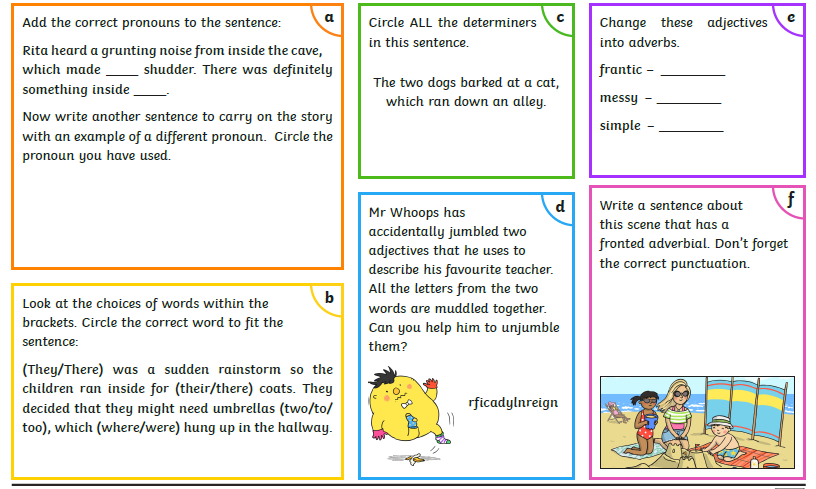 a
Add the correct pronouns to the sentence:
Rita heard a grunting noise from inside the cave,
which made _____ shudder. There was definitely
something inside _____.
Now write another sentence to carry on the story
with an example of a different pronoun. Circle the
pronoun you have used.
b
Look at the choices of words within the
brackets. Circle the correct word to fit the
sentence:
(They/There) was a sudden rainstorm so the
children ran inside for (their/there) coats. They
decided that they might need umbrellas (two/to/
too), which (where/were) hung up in the hallway.
c
Circle ALL the determiners
in this sentence.
The two dogs barked at a cat,
which ran down an alley.
d
Mr Whoops has
accidentally jumbled two
adjectives that he uses to
describe his favourite teacher.
All the letters from the two
words are muddled together.
Can you help him to unjumble
them?
rficadylnreign
e
Change these adjectives
into adverbs.
frantic – __________
messy – __________
simple – __________
f
Write a sentence about
this scene that has a
fronted adverbial. Don't forget
the correct punctuation.